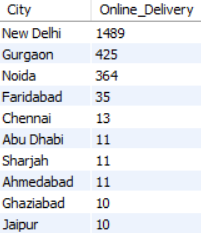 City Online_Delivery
New Delhi 1489
Gurgaon 425
Noida 364
Faridabad 35
Chennai 13
Abu Dhabi 11
Sharjah 11
Ahmedabad 11
Ghaziabad 10
Jaipur 10